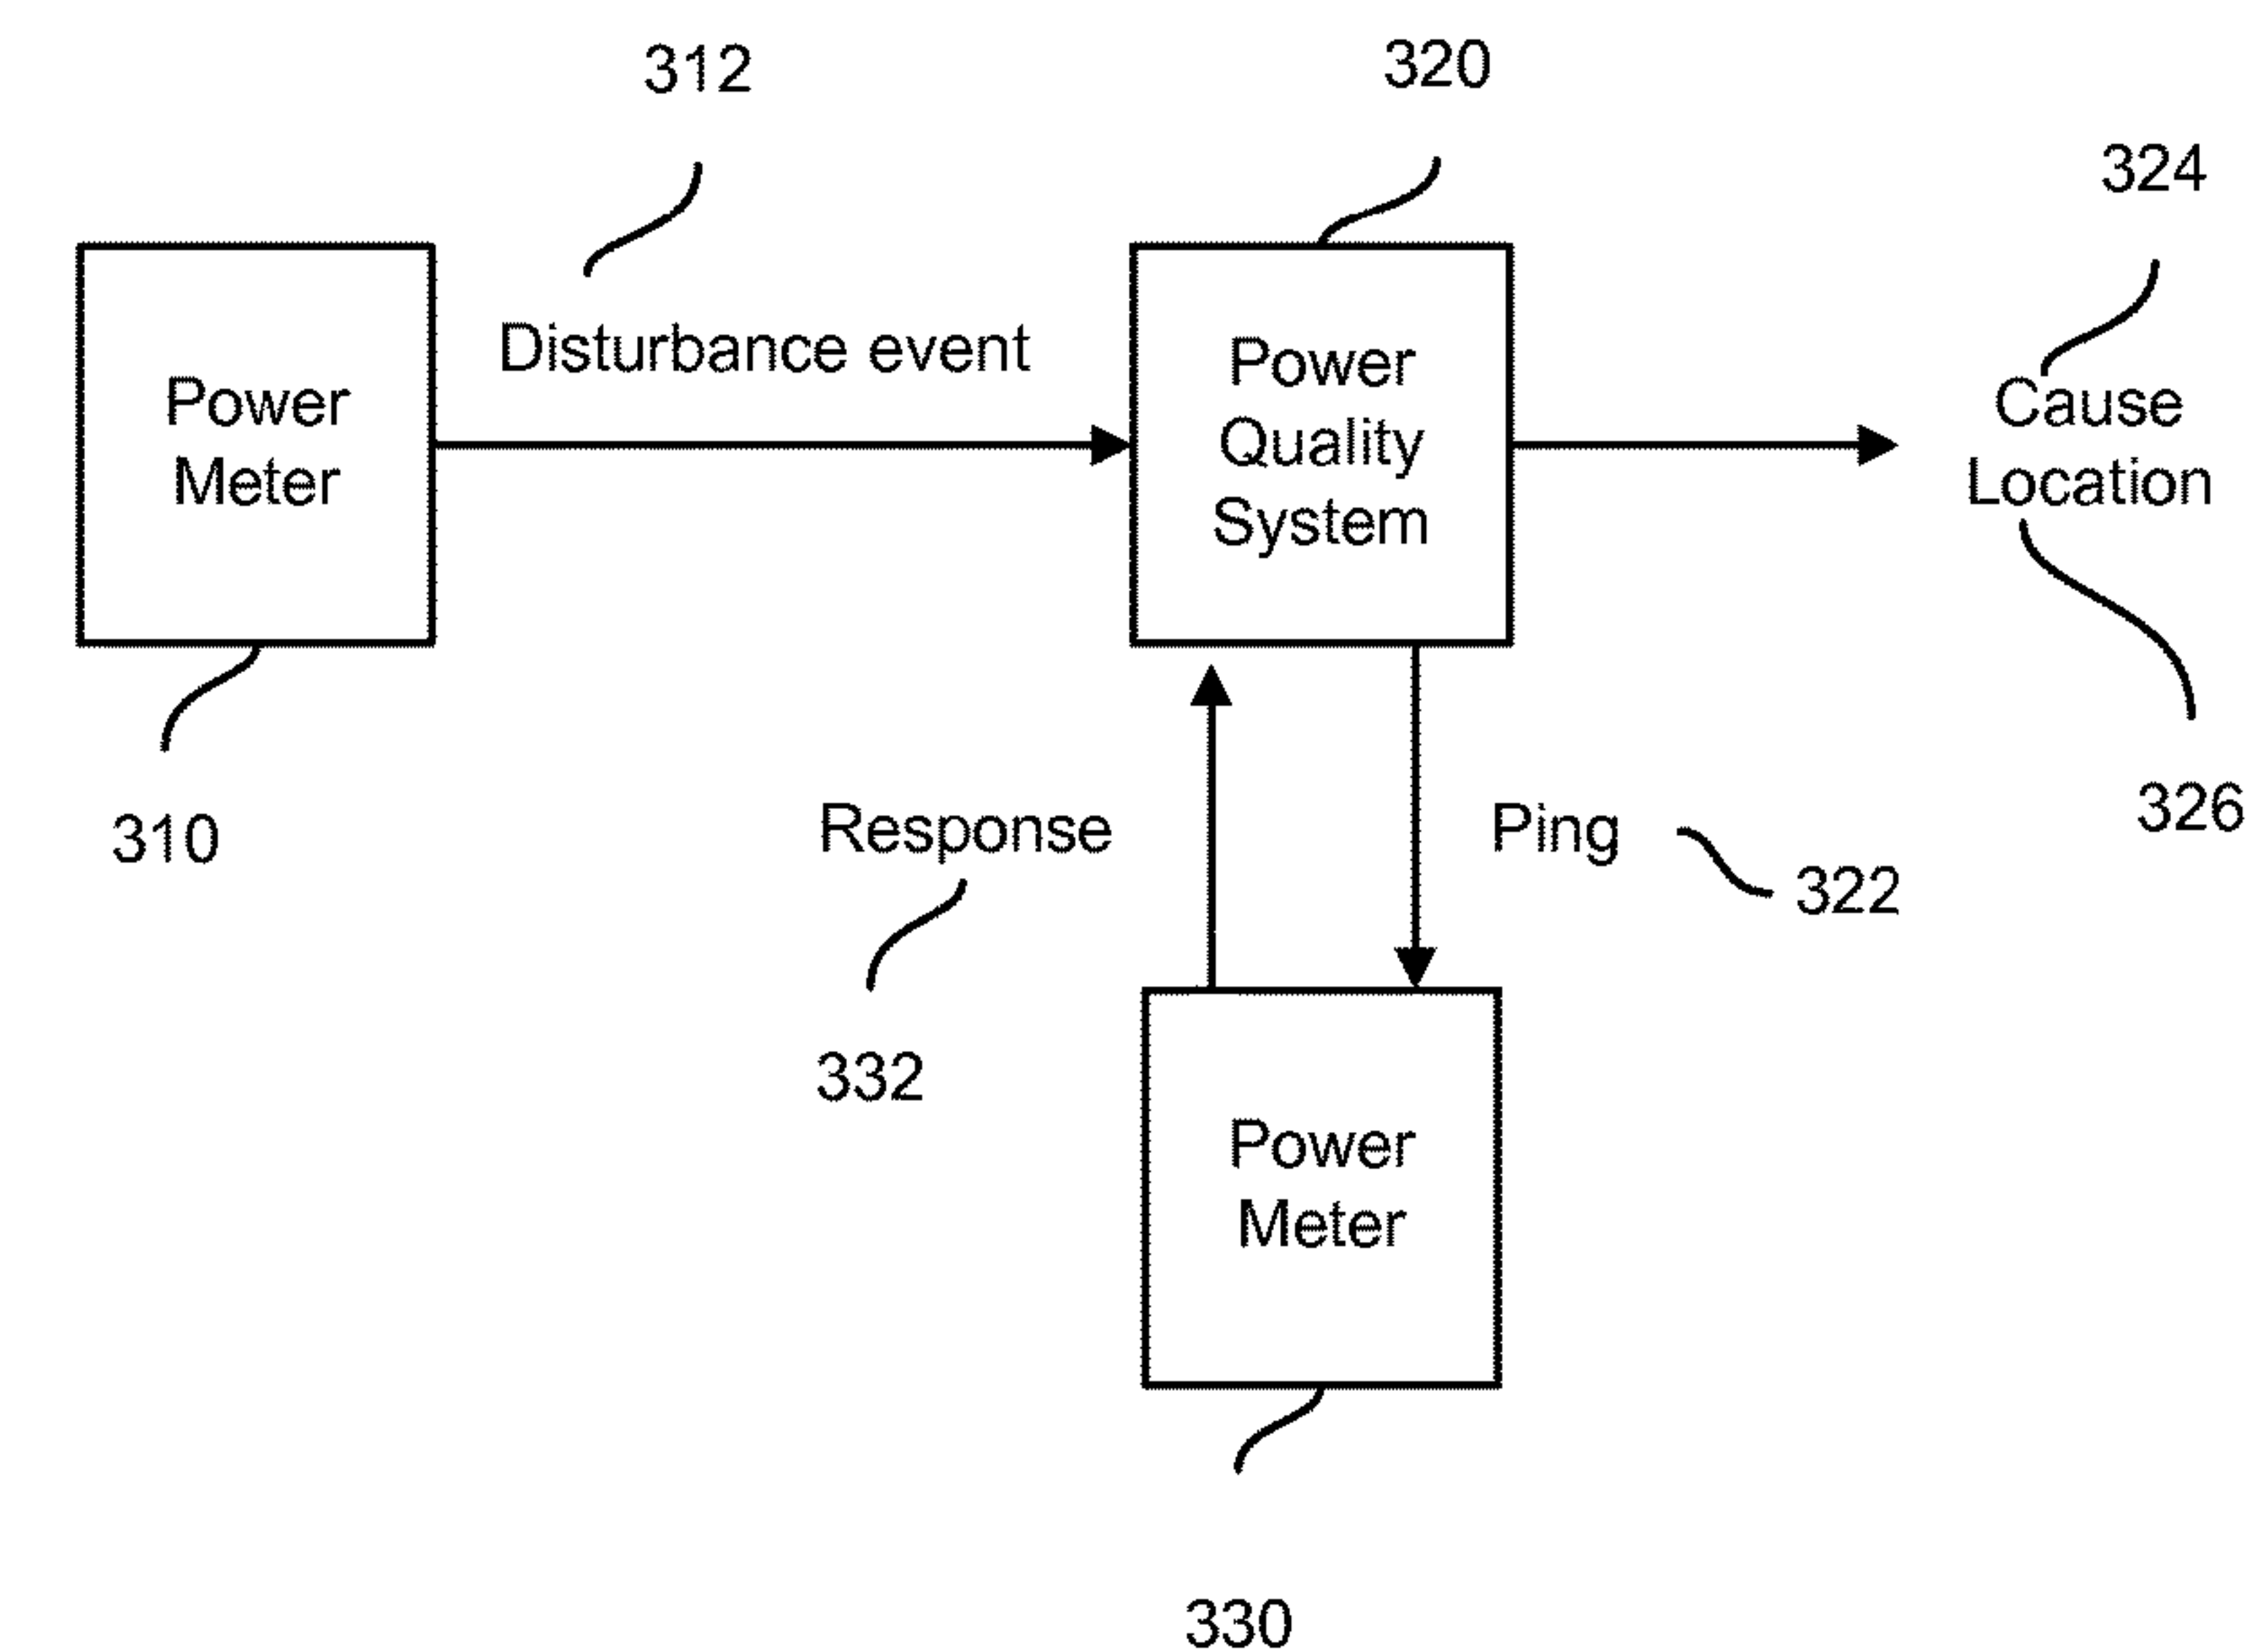 312
320
324
Disturbance event
Power
Meter
Power
Quality
System
Cause
Location
310
Response
Ping
322
326
332
Power
Meter
330